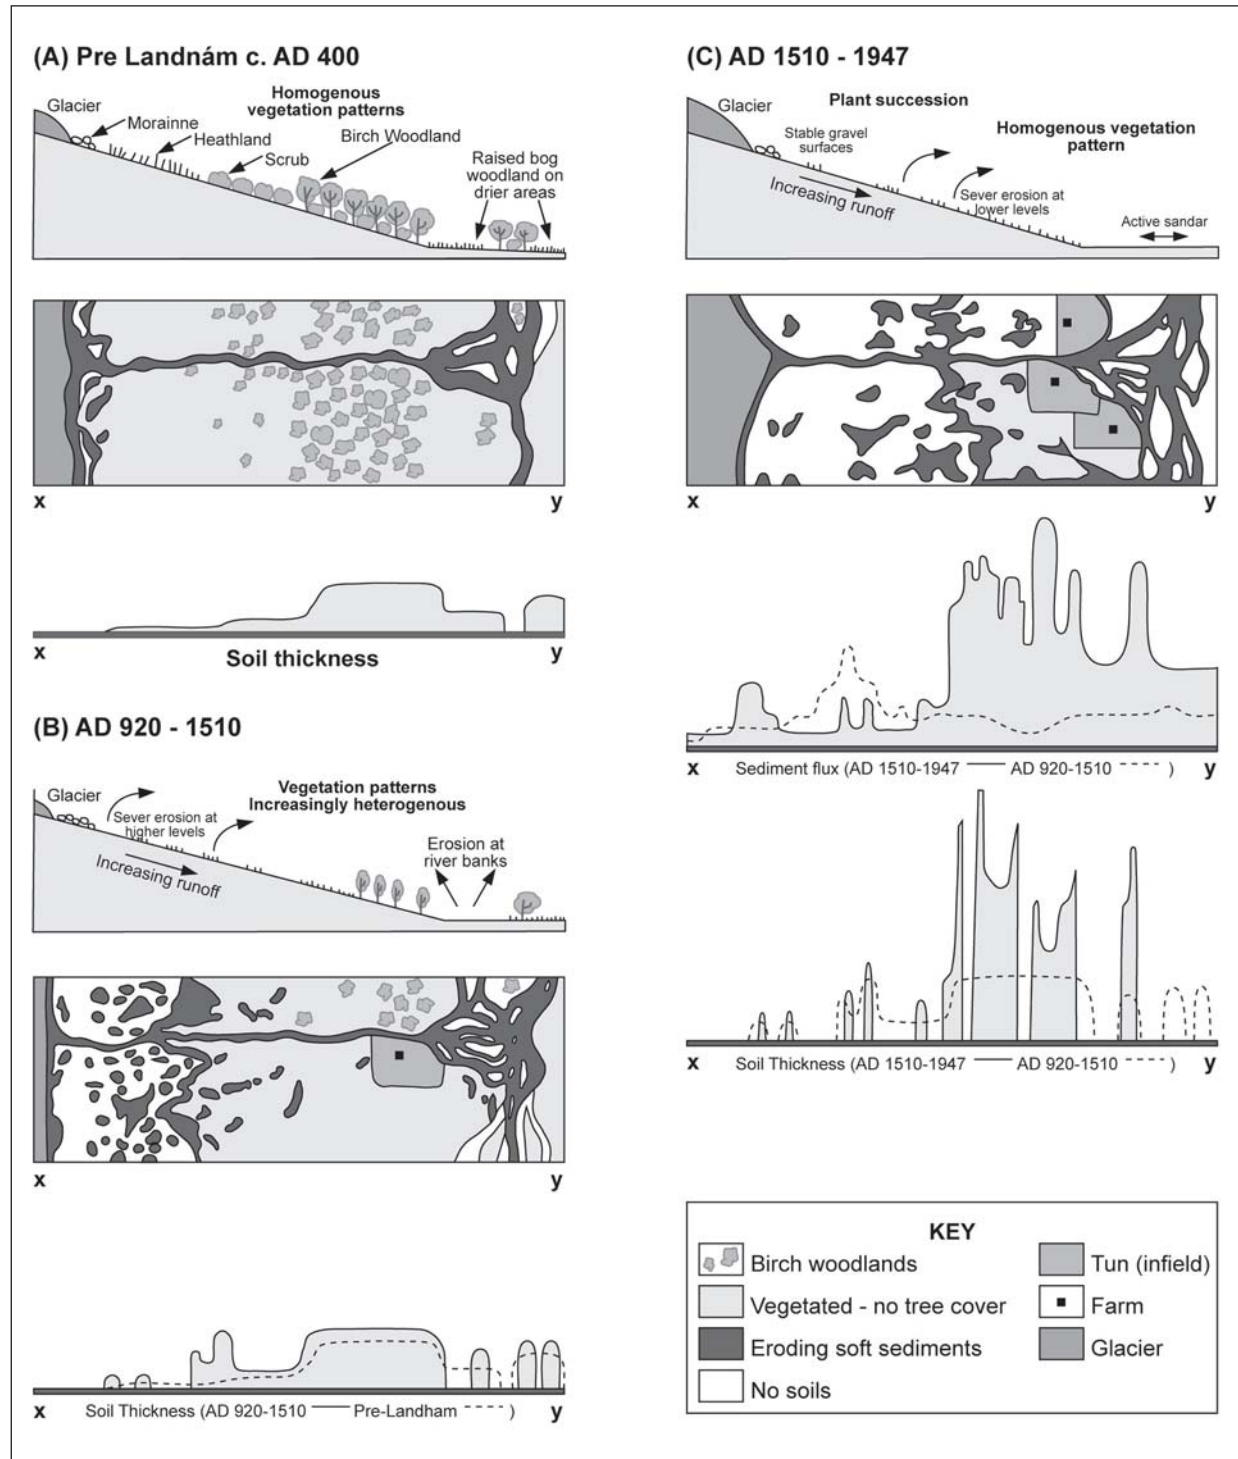 (A) Pre Landnám c. AD 400
Glacier
Morainne
Heathland
Scrub
Homogenous
vegetation patterns
Birch Woodland
Raised bog
woodland on
drier areas
x
y
x
Soil thickness
y
(B) AD 920 - 1510
Glacier
Sever erosion at
higher levels
Increasing runoff
Vegetation patterns
Increasingly heterogenous
Erosion at
river banks
x
y
x
Soil Thickness (AD 920-1510 —— Pre-Landham ----- )
y
(C) AD 1510 - 1947
Glacier
Plant succession
Stable gravel
surfaces
Increasing runoff
Homogenous vegetation
pattern
Sever erosion at
lower levels
Active sandar
x
y
x
Sediment flux (AD 1510-1947 —— AD 920-1510 ----- )
y
x
Soil Thickness (AD 1510-1947 —— AD 920-1510 ----- )
y
KEY
Birch woodlands
Vegetated - no tree cover
Eroding soft sediments
No soils
Tun (infield)
Farm
Glacier